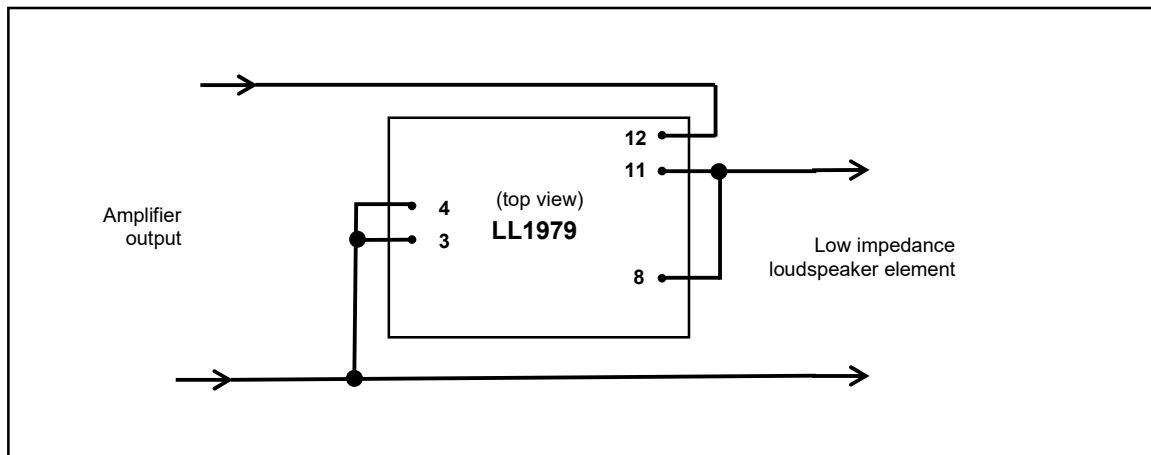 12
11
(top view)
4
LL1979
Amplifier
output
3
Low impedance
loudspeaker element
8